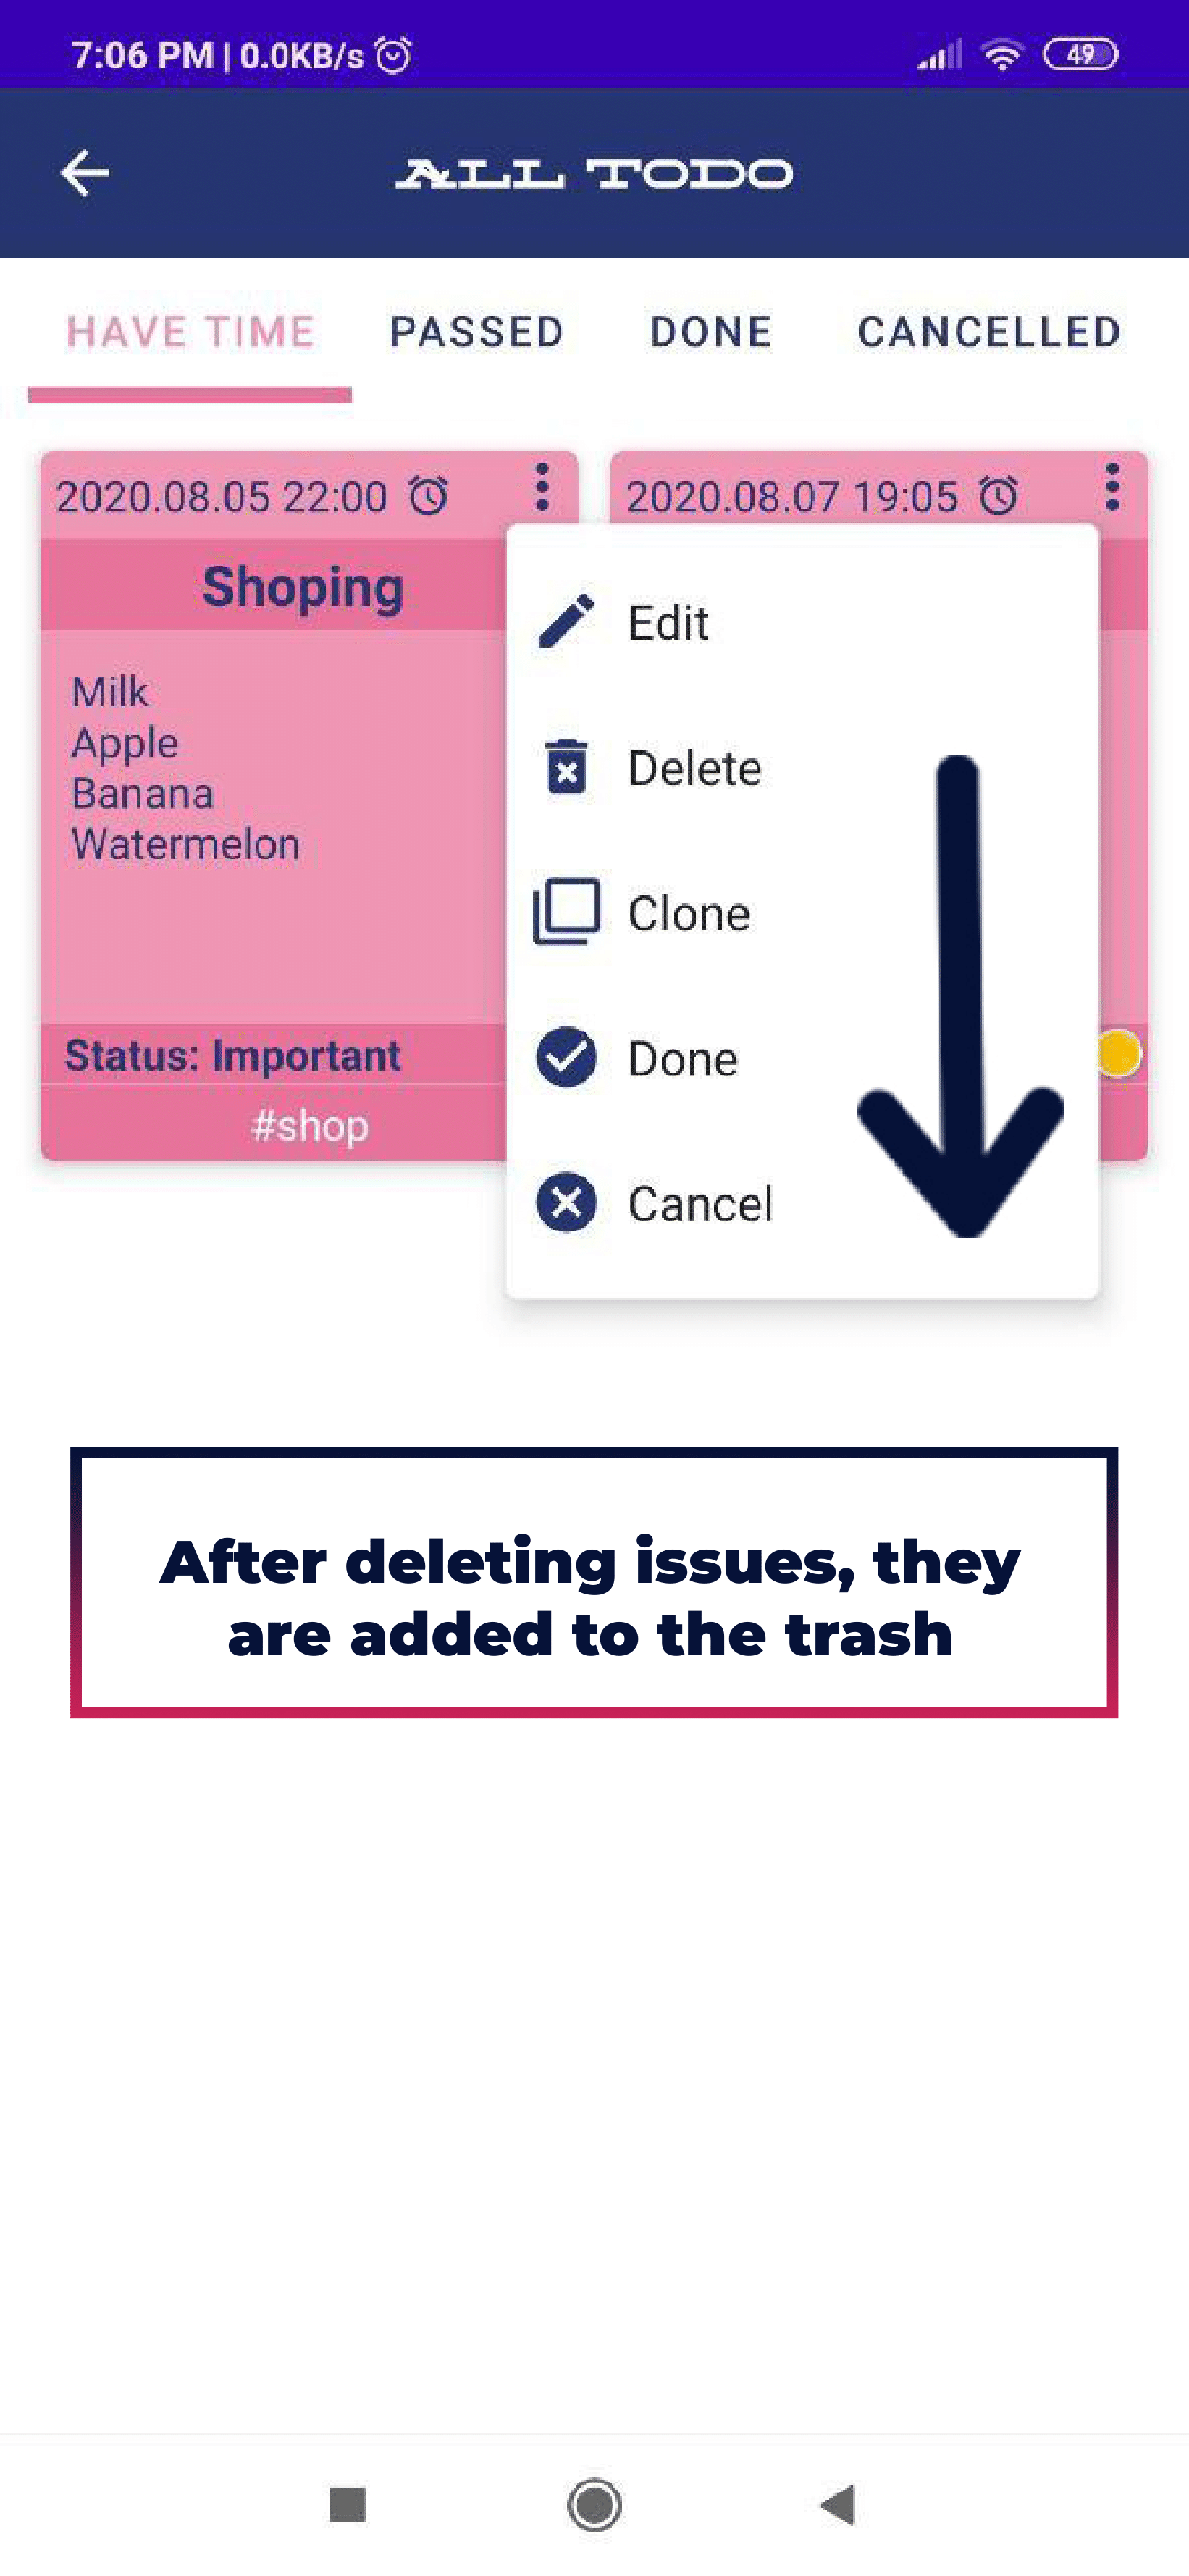 7:06 PM | 0.0KB/s
49
ALL TODO
HAVE TIME PASSED DONE CANCELLED
2020.08.05 22:00
2020.08.07 19:05
Shoping
Milk
Apple
Banana
Watermelon
Status: Important
#shop
Edit
Delete
Clone
Done
Cancel
After deleting issues, they
are added to the trash